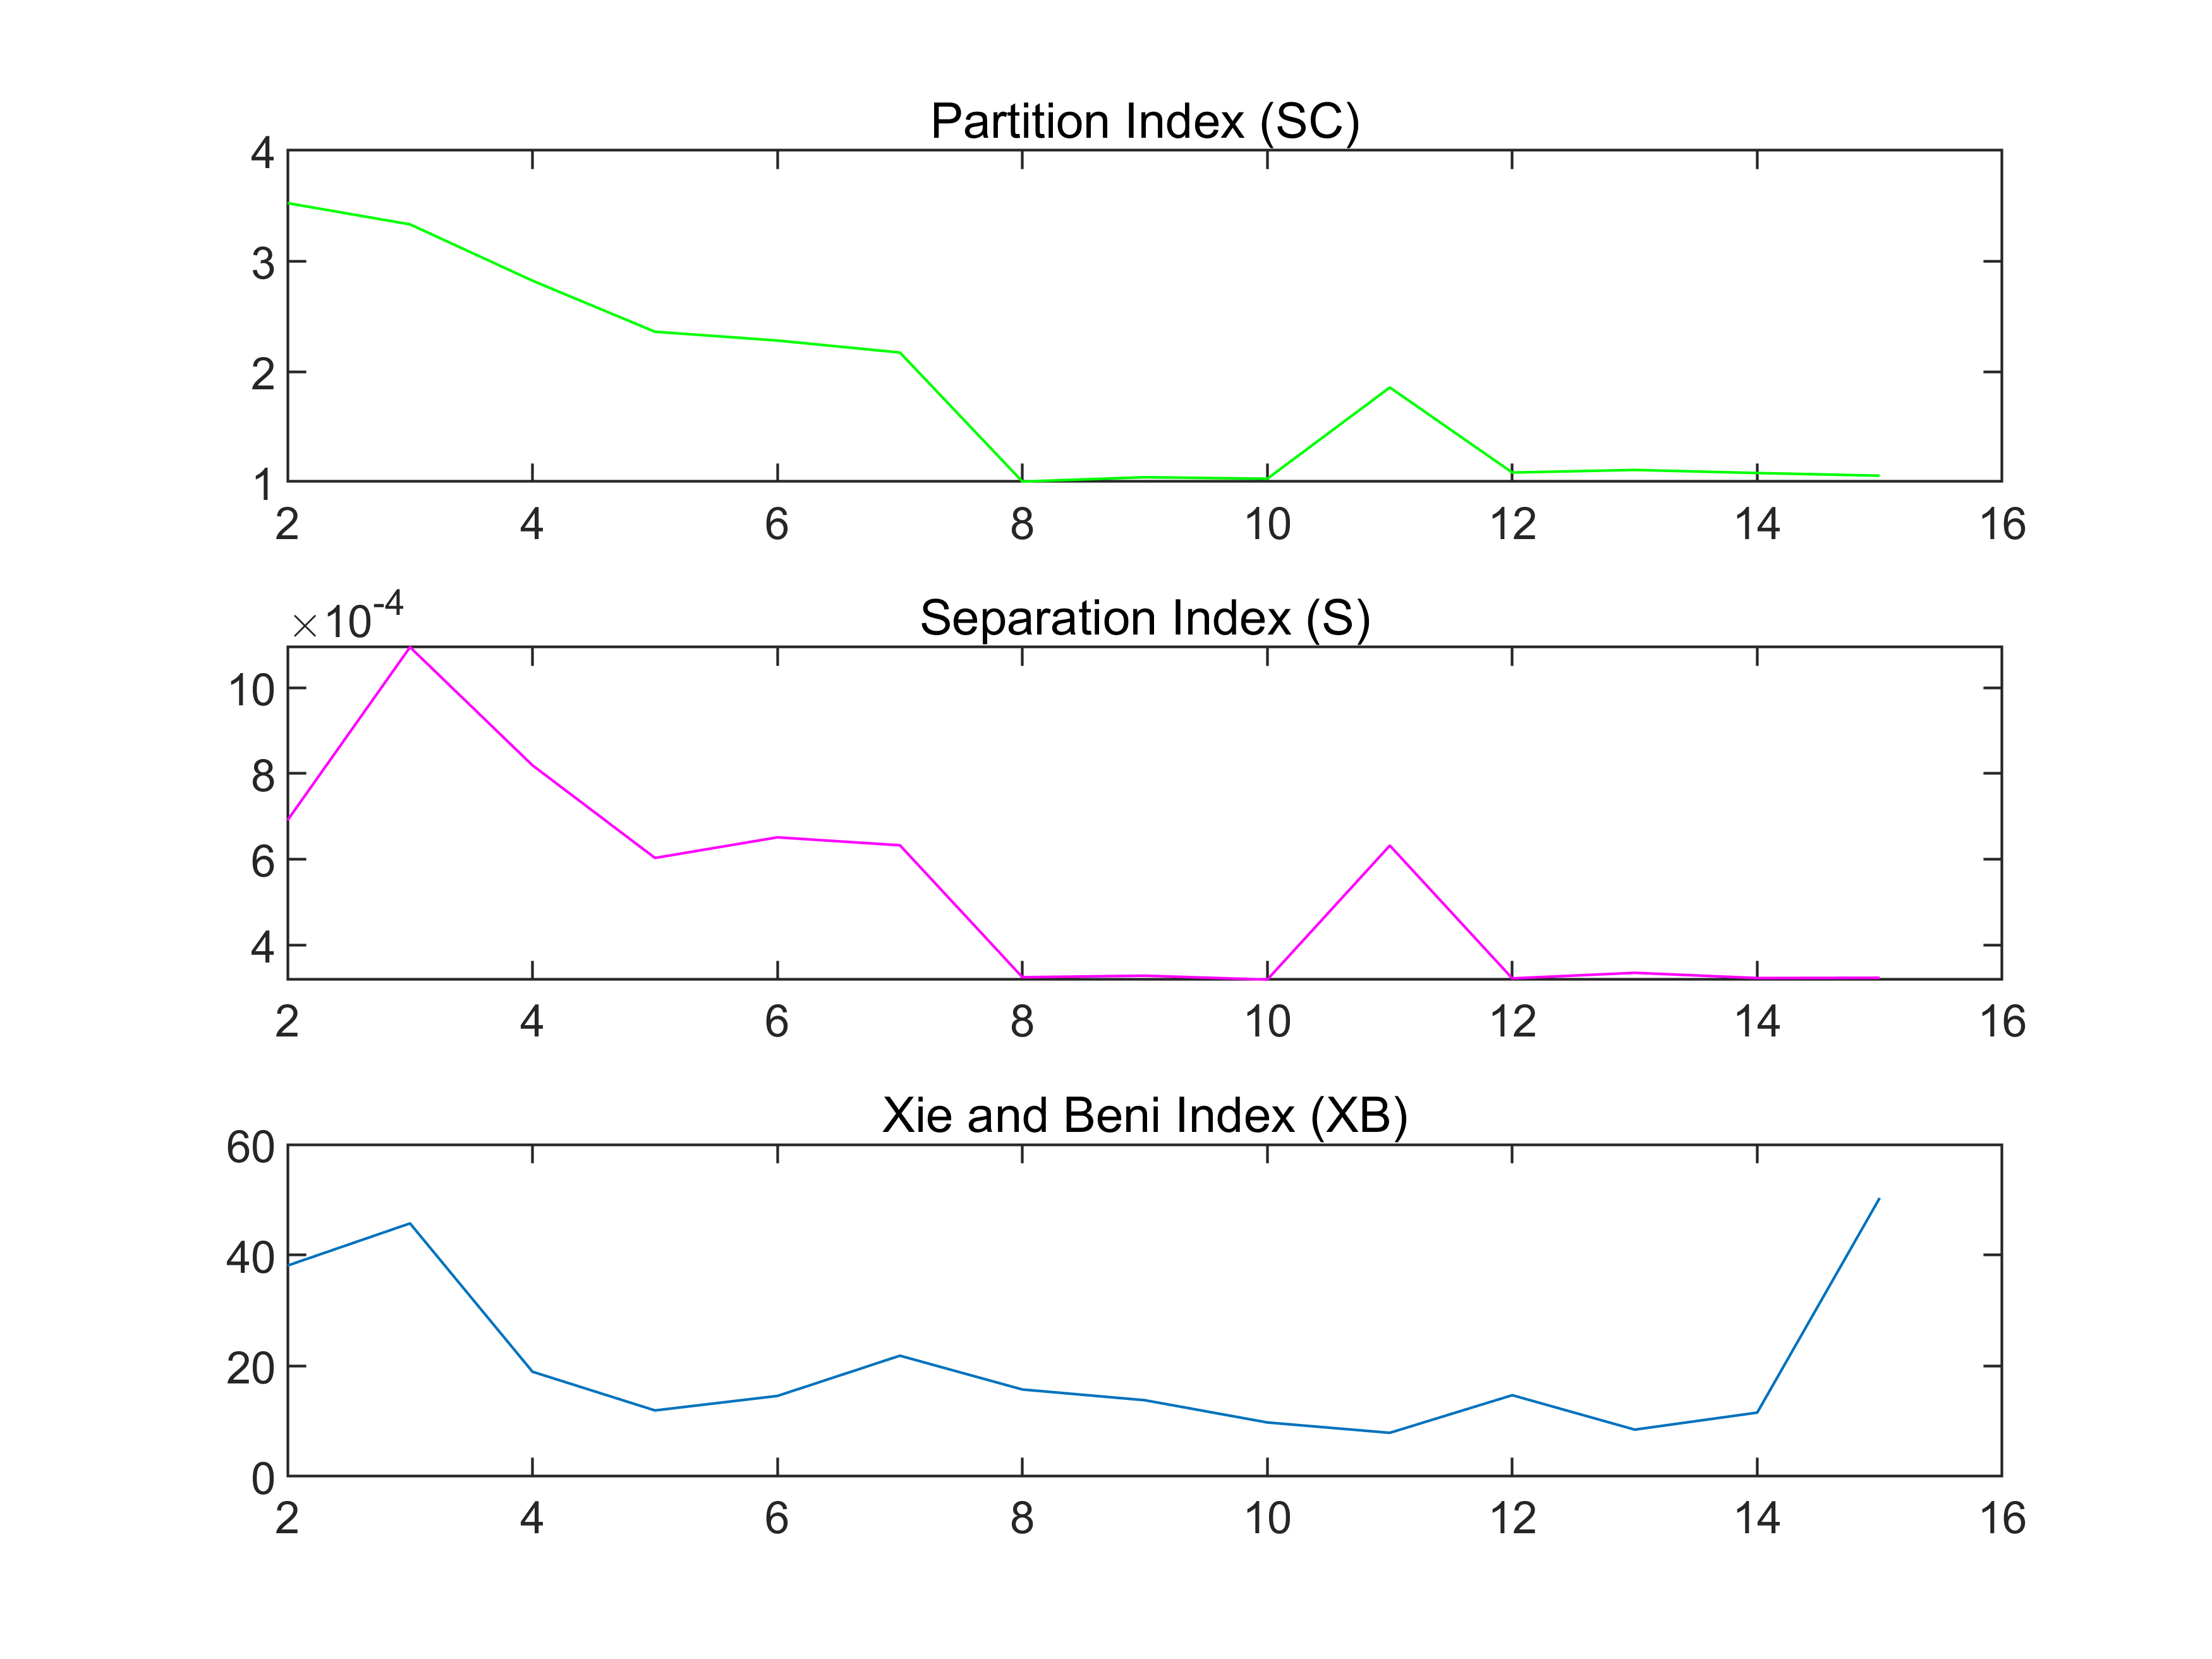 Partition Index (SC)
4
3
2
1
2 4 6 8 10 12 14 16
×10-4
Separation Index (S)
10
8
6
4
2 4 6 8 10 12 14 16
Xie and Beni Index (XB)
60
40
20
0
2 4 6 8 10 12 14 16